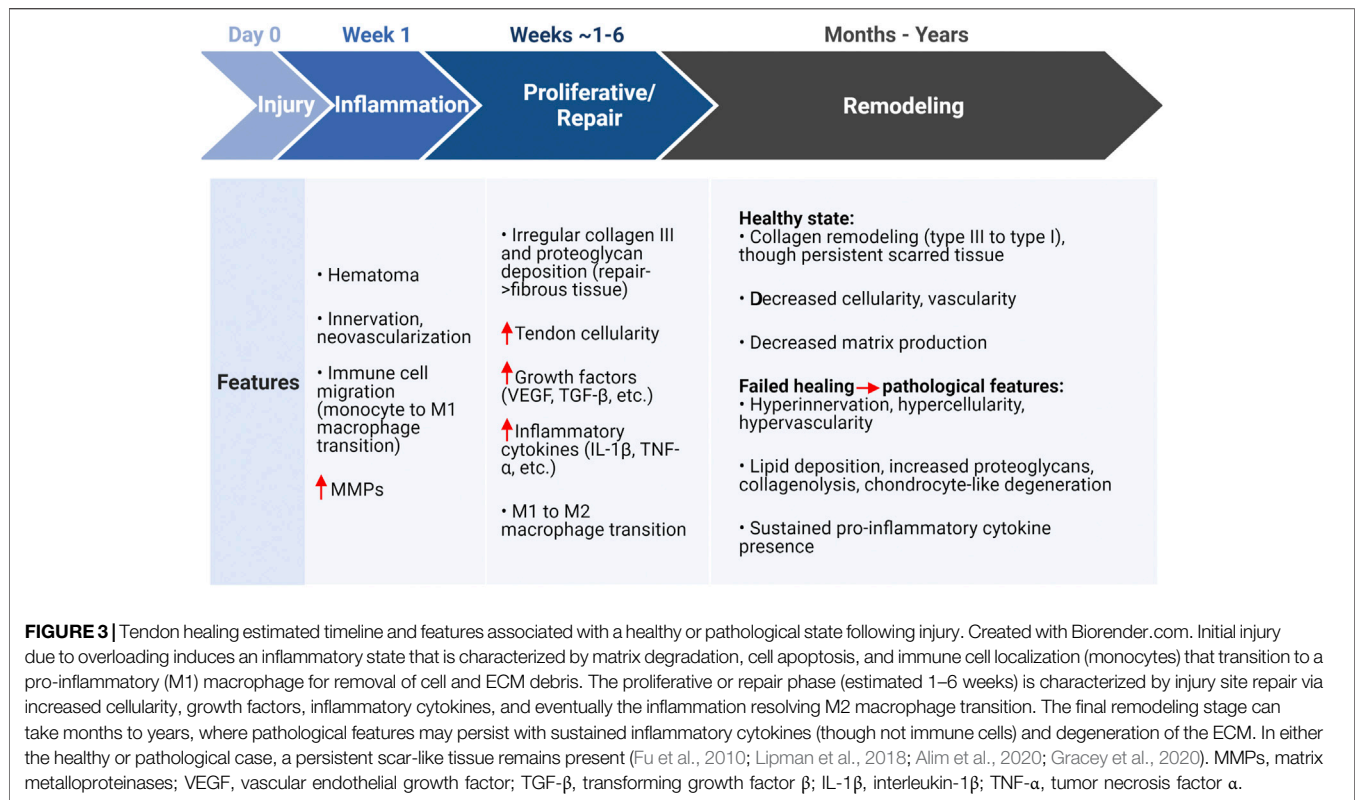 Day 0
Week 1
Weeks ~1-6
Months - Years
Injury
Inflammation
Proliferative/
Repair
Remodeling
Features
• Hematoma
• Innervation,
neovascularization
• Immune cell
migration
(monocyte to M1
macrophage
transition)
MMPs
• Irregular collagen III
and proteoglycan
deposition (repair-
>fibrous tissue)
Tendon cellularity
Growth factors
(VEGF, TGF-β, etc.)
Inflammatory
cytokines (IL-1β, TNF-
α, etc.)
• M1 to M2
macrophage transition
Healthy state:
• Collagen remodeling (type III to type I),
though persistent scarred tissue
• Decreased cellularity, vascularity
• Decreased matrix production
Failed healing→pathological features:
• Hyperinnervation, hypercellularity,
hypervascularity
• Lipid deposition, increased proteoglycans,
collagenolysis, chondrocyte-like degeneration
• Sustained pro-inflammatory cytokine
presence
FIGURE 3 | Tendon healing estimated timeline and features associated with a healthy or pathological state following injury. Created with Biorender.com. Initial injury
due to overloading induces an inflammatory state that is characterized by matrix degradation, cell apoptosis, and immune cell localization (monocytes) that transition to a
pro-inflammatory (M1) macrophage for removal of cell and ECM debris. The proliferative or repair phase (estimated 1–6 weeks) is characterized by injury site repair via
increased cellularity, growth factors, inflammatory cytokines, and eventually the inflammation resolving M2 macrophage transition. The final remodeling stage can
take months to years, where pathological features may persist with sustained inflammatory cytokines (though not immune cells) and degeneration of the ECM. In either
the healthy or pathological case, a persistent scar-like tissue remains present (Fu et al., 2010; Lipman et al., 2018; Alim et al., 2020; Gracey et al., 2020). MMPs, matrix
metalloproteinases; VEGF, vascular endothelial growth factor; TGF-β, transforming growth factor β; IL-1β, interleukin-1β; TNF-α, tumor necrosis factor α.